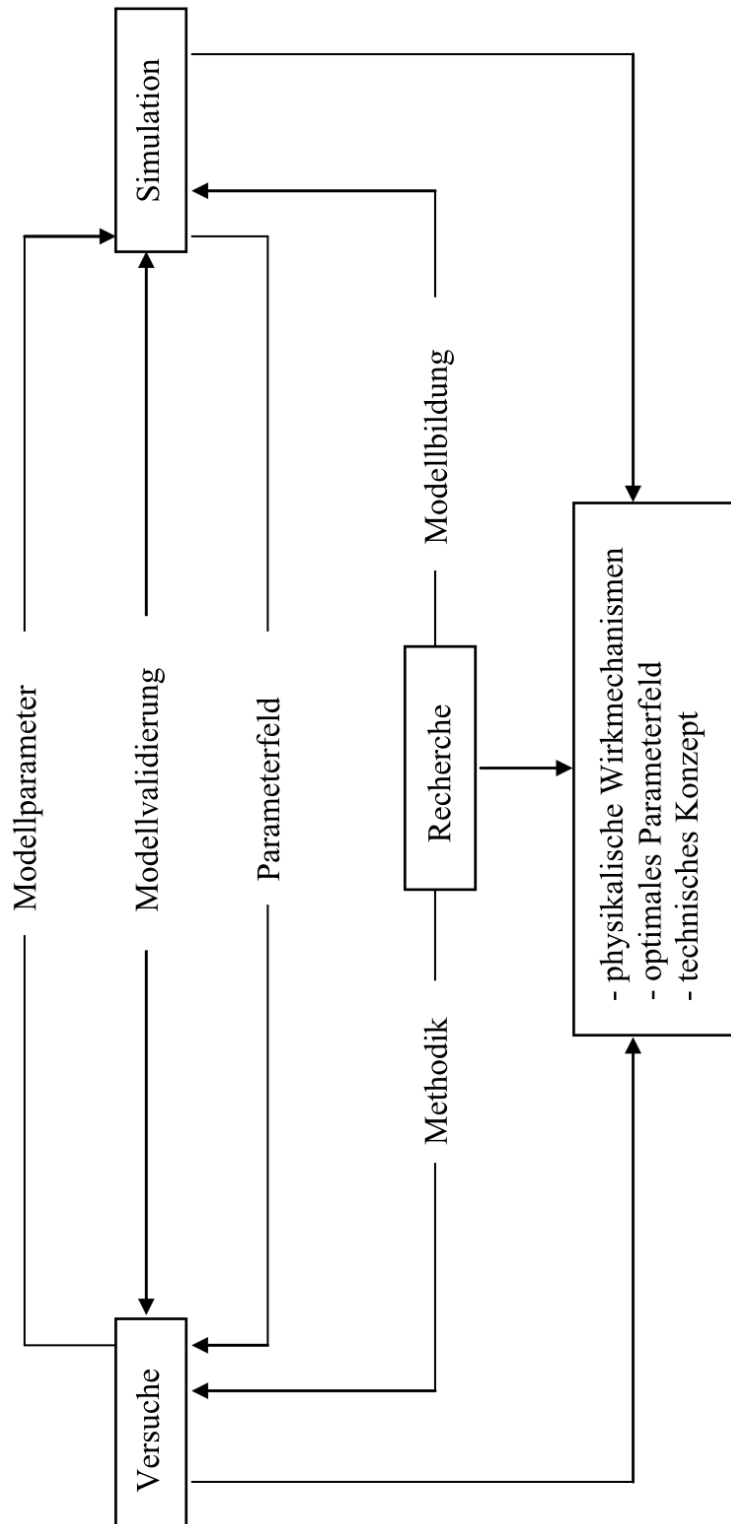 Modellparameter
Versuche
Modellvalidierung
Simulation
Parameterfeld
Methodik
Recherche
Modellbildung
- physikalische Wirkmechanismen
- optimales Parameterfeld
- technisches Konzept